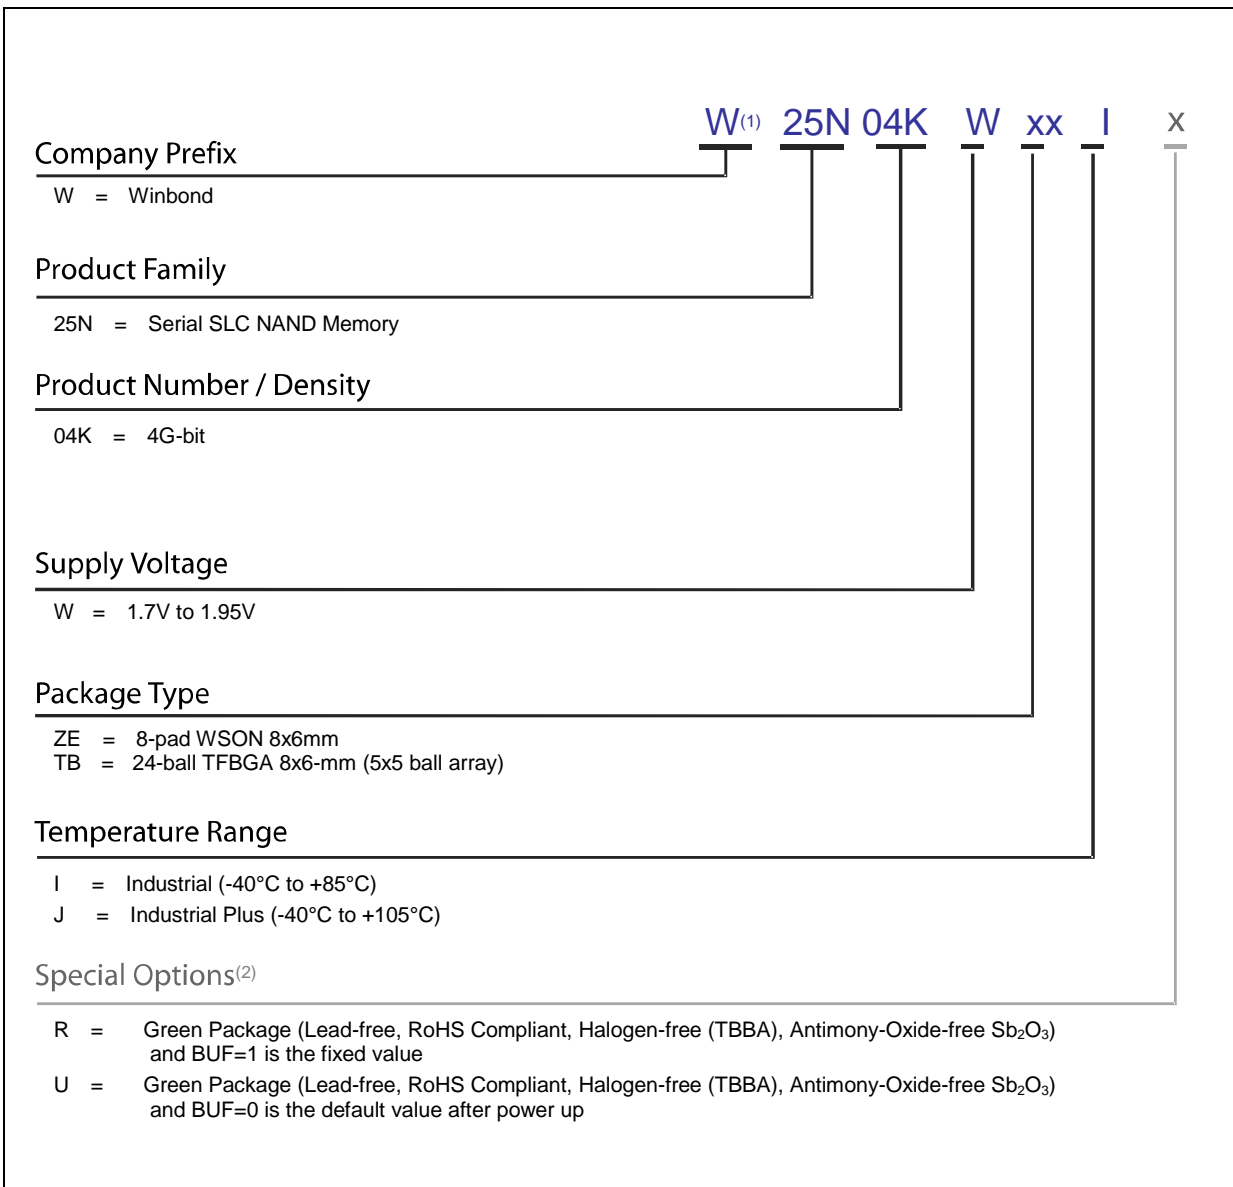 W(1) 25N 04K W xx I x
Company Prefix
W = Winbond
Product Family
25N = Serial SLC NAND Memory
Product Number / Density
04K = 4G-bit
Supply Voltage
W = 1.7V to 1.95V
Package Type
ZE = 8-pad WSON 8x6mm
TB = 24-ball TFBGA 8x6-mm (5x5 ball array)
Temperature Range
I = Industrial (-40°C to +85°C)
J = Industrial Plus (-40°C to +105°C)
Special Options(2)
R = Green Package (Lead-free, RoHS Compliant, Halogen-free (TBBA), Antimony-Oxide-free Sb₂O₃)
and BUF=1 is the fixed value
U = Green Package (Lead-free, RoHS Compliant, Halogen-free (TBBA), Antimony-Oxide-free Sb₂O₃)
and BUF=0 is the default value after power up